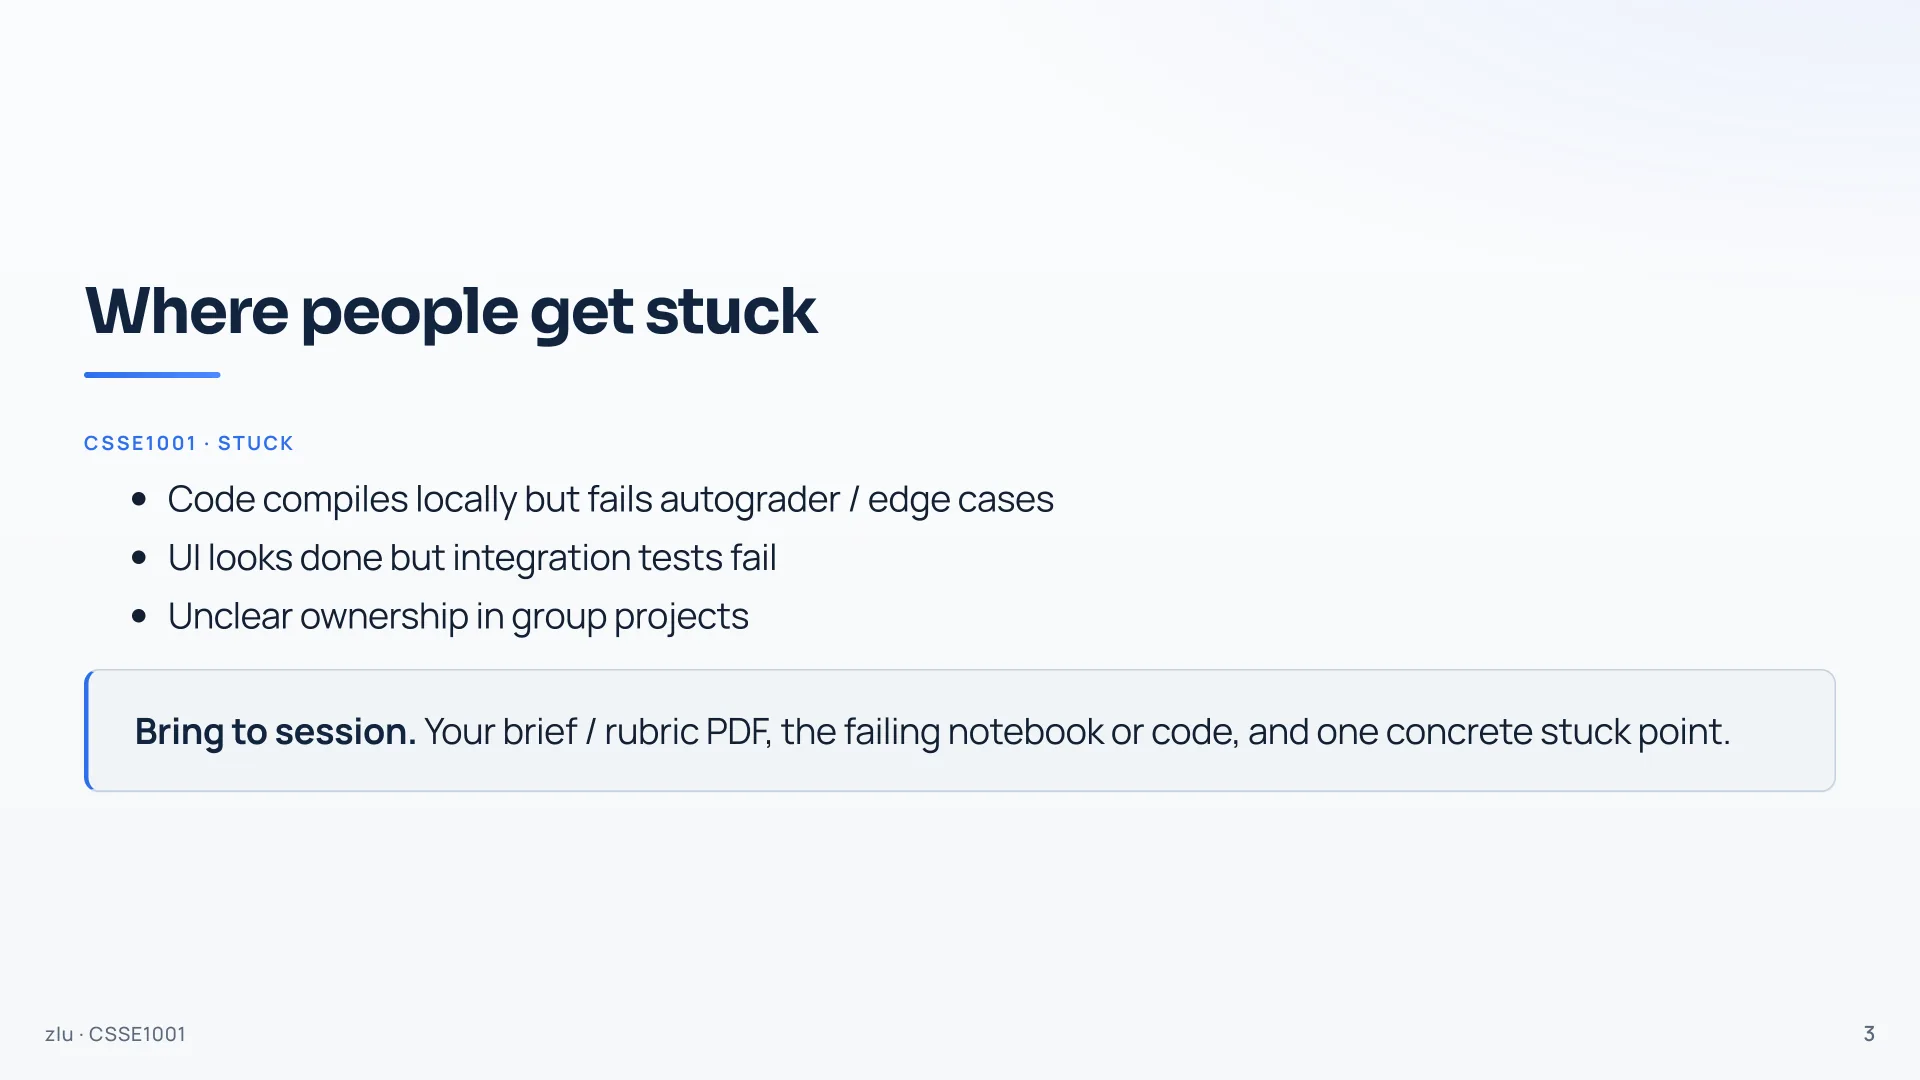 Where people get stuck
CSSE1001 · STUCK
• Code compiles locally but fails autograder / edge cases
• UI looks done but integration tests fail
• Unclear ownership in group projects
Bring to session. Your brief / rubric PDF, the failing notebook or code, and one concrete stuck point.
zlu · CSSE1001
3